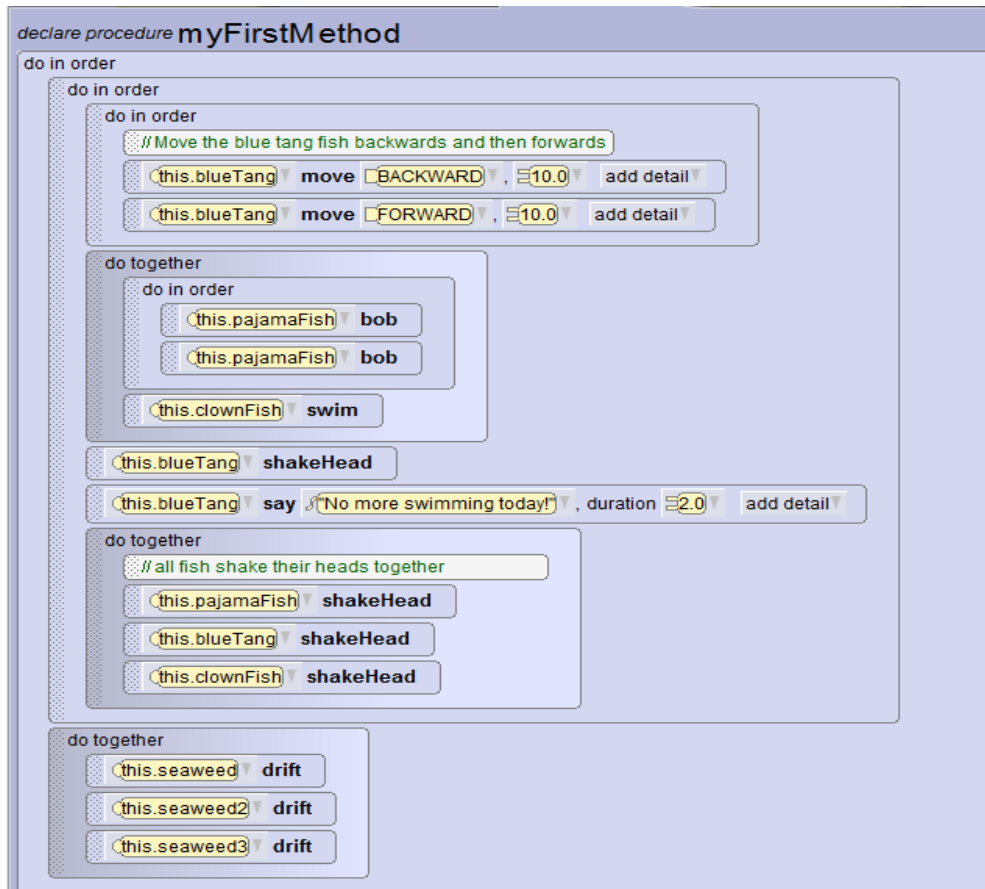 declare procedure myFirstMethod
do in order
do in order
do in order
// Move the blue tang fish backwards and then forwards
this.blueTang move BACKWARD , 10.0 add detail
this.blueTang move FORWARD , 10.0 add detail
do together
do in order
this.pajamaFish bob
this.pajamaFish bob
this.clownFish swim
this.blueTang shakeHead
this.blueTang say "No more swimming today!" , duration 2.0 add detail
do together
// all fish shake their heads together
this.pajamaFish shakeHead
this.blueTang shakeHead
this.clownFish shakeHead
do together
this.seaweed drift
this.seaweed2 drift
this.seaweed3 drift